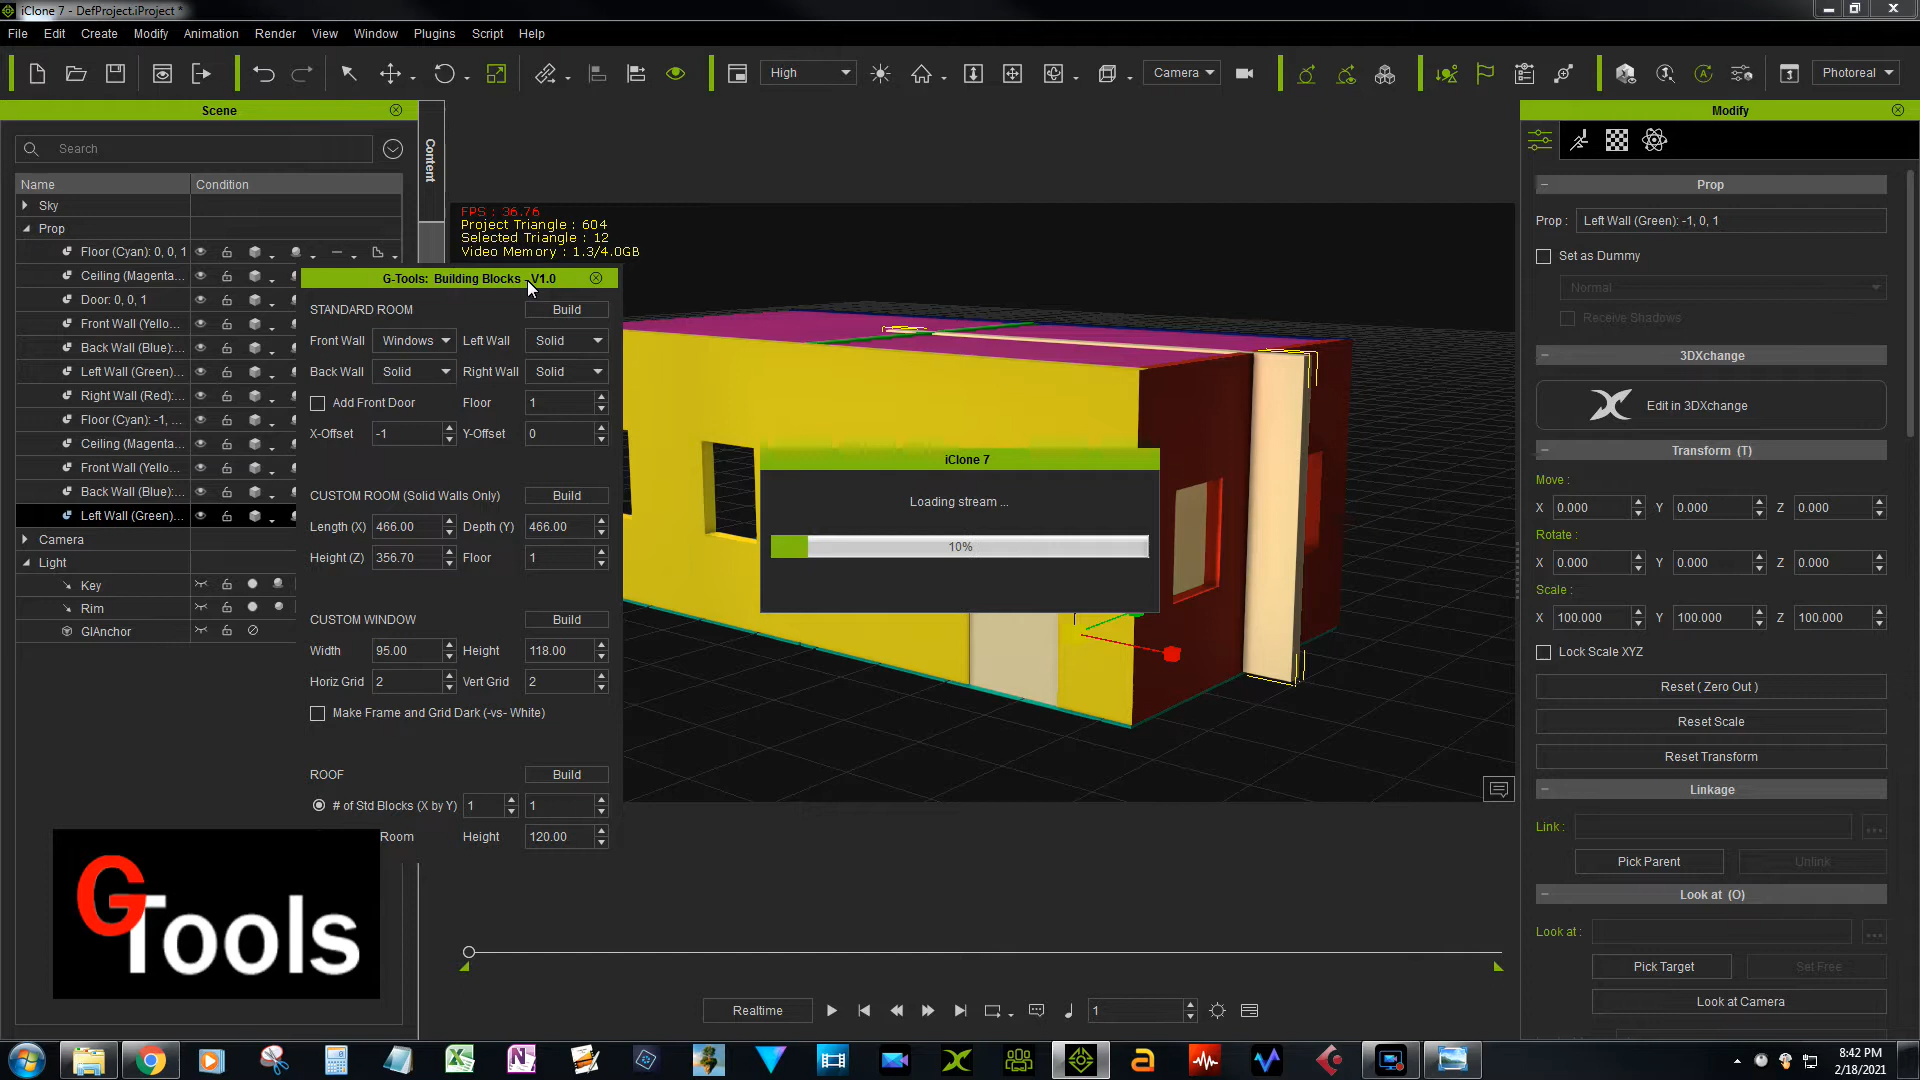 iClone 7 - DefProject.iProject *
File Edit Create Modify Animation Render View Window Plugins Script Help
High
Camera
Photoreal
Scene
Search
Name Condition
Sky
Prop
Floor (Cyan): 0, 0, 1
Ceiling (Magenta...
Door: 0, 0, 1
Front Wall (Yello...
Back Wall (Blue):...
Left Wall (Green)...
Right Wall (Red):...
Floor (Cyan): -1, ...
Ceiling (Magenta...
Front Wall (Yello...
Back Wall (Blue):...
Left Wall (Green)...
Camera
Light
Key
Rim
GIAnchor
Content
FPS : 36.76
Project Triangle : 604
Selected Triangle : 12
Video Memory : 1.3/4.0GB
G-Tools: Building Blocks - V1.0
STANDARD ROOM Build
Front Wall Windows Left Wall Solid
Back Wall Solid Right Wall Solid
Add Front Door Floor 1
X-Offset -1 Y-Offset 0
CUSTOM ROOM (Solid Walls Only) Build
Length (X) 466.00 Depth (Y) 466.00
Height (Z) 356.70 Floor 1
CUSTOM WINDOW Build
Width 95.00 Height 118.00
Horiz Grid 2 Vert Grid 2
Make Frame and Grid Dark (-vs- White)
ROOF Build
# of Std Blocks (X by Y) 1 1
Room Height 120.00
GTools
iClone 7
Loading stream ...
10%
Realtime
1
Modify
Prop
Prop : Left Wall (Green): -1, 0, 1
Set as Dummy
Normal
Receive Shadows
3DXchange
Edit in 3DXchange
Transform (T)
Move :
X 0.000 Y 0.000 Z 0.000
Rotate :
X 0.000 Y 0.000 Z 0.000
Scale :
X 100.000 Y 100.000 Z 100.000
Lock Scale XYZ
Reset ( Zero Out )
Reset Scale
Reset Transform
Linkage
Link :
...
Pick Parent Unlink
Look at (O)
Look at :
...
Pick Target Set Free
Look at Camera
8:42 PM
2/18/2021